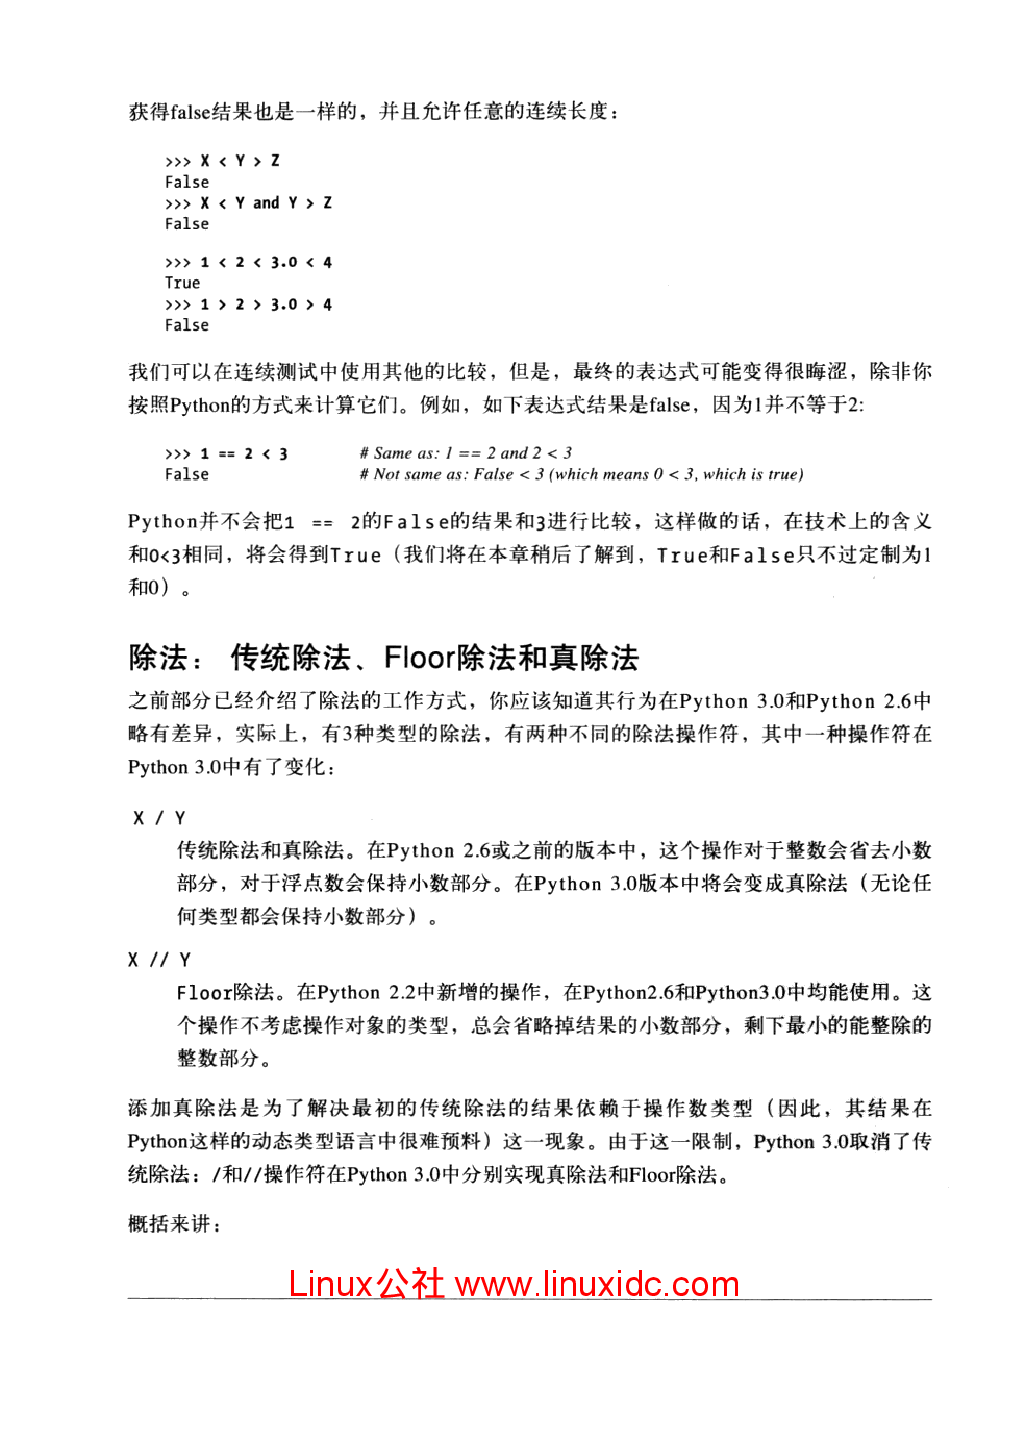 获得false结果也是一样的，并且允许任意的连续长度：
>>> X < Y > Z
False
>>> X < Y and Y > Z
False
>>> 1 < 2 < 3.0 < 4
True
>>> 1 > 2 > 3.0 > 4
False
我们可以在连续测试中使用其他的比较，但是，最终的表达式可能变得很晦涩，除非你
按照Python的方式来计算它们。例如，如下表达式结果是false，因为1并不等于2:
>>> 1 == 2 < 3 # Same as: 1 == 2 and 2 < 3
False # Not same as: False < 3 (which means 0 < 3, which is true)
Python并不会把1 == 2的False的结果和3进行比较，这样做的话，在技术上的含义
和0<3相同，将会得到True（我们将在本章稍后了解到，True和False只不过定制为1
和0）。
除法： 传统除法、Floor除法和真除法
之前部分已经介绍了除法的工作方式，你应该知道其行为在Python 3.0和Python 2.6中
略有差异，实际上，有3种类型的除法，有两种不同的除法操作符，其中一种操作符在
Python 3.0中有了变化：
X / Y
传统除法和真除法。在Python 2.6或之前的版本中，这个操作对于整数会省去小数
部分，对于浮点数会保持小数部分。在Python 3.0版本中将会变成真除法（无论任
何类型都会保持小数部分）。
X // Y
Floor除法。在Python 2.2中新增的操作，在Python2.6和Python3.0中均能使用。这
个操作不考虑操作对象的类型，总会省略掉结果的小数部分，剩下最小的能整除的
整数部分。
添加真除法是为了解决最初的传统除法的结果依赖于操作数类型（因此，其结果在
Python这样的动态类型语言中很难预料）这一现象。由于这一限制，Python 3.0取消了传
统除法：/和//操作符在Python 3.0中分别实现真除法和Floor除法。
概括来讲：
Linux公社 www.linuxidc.com